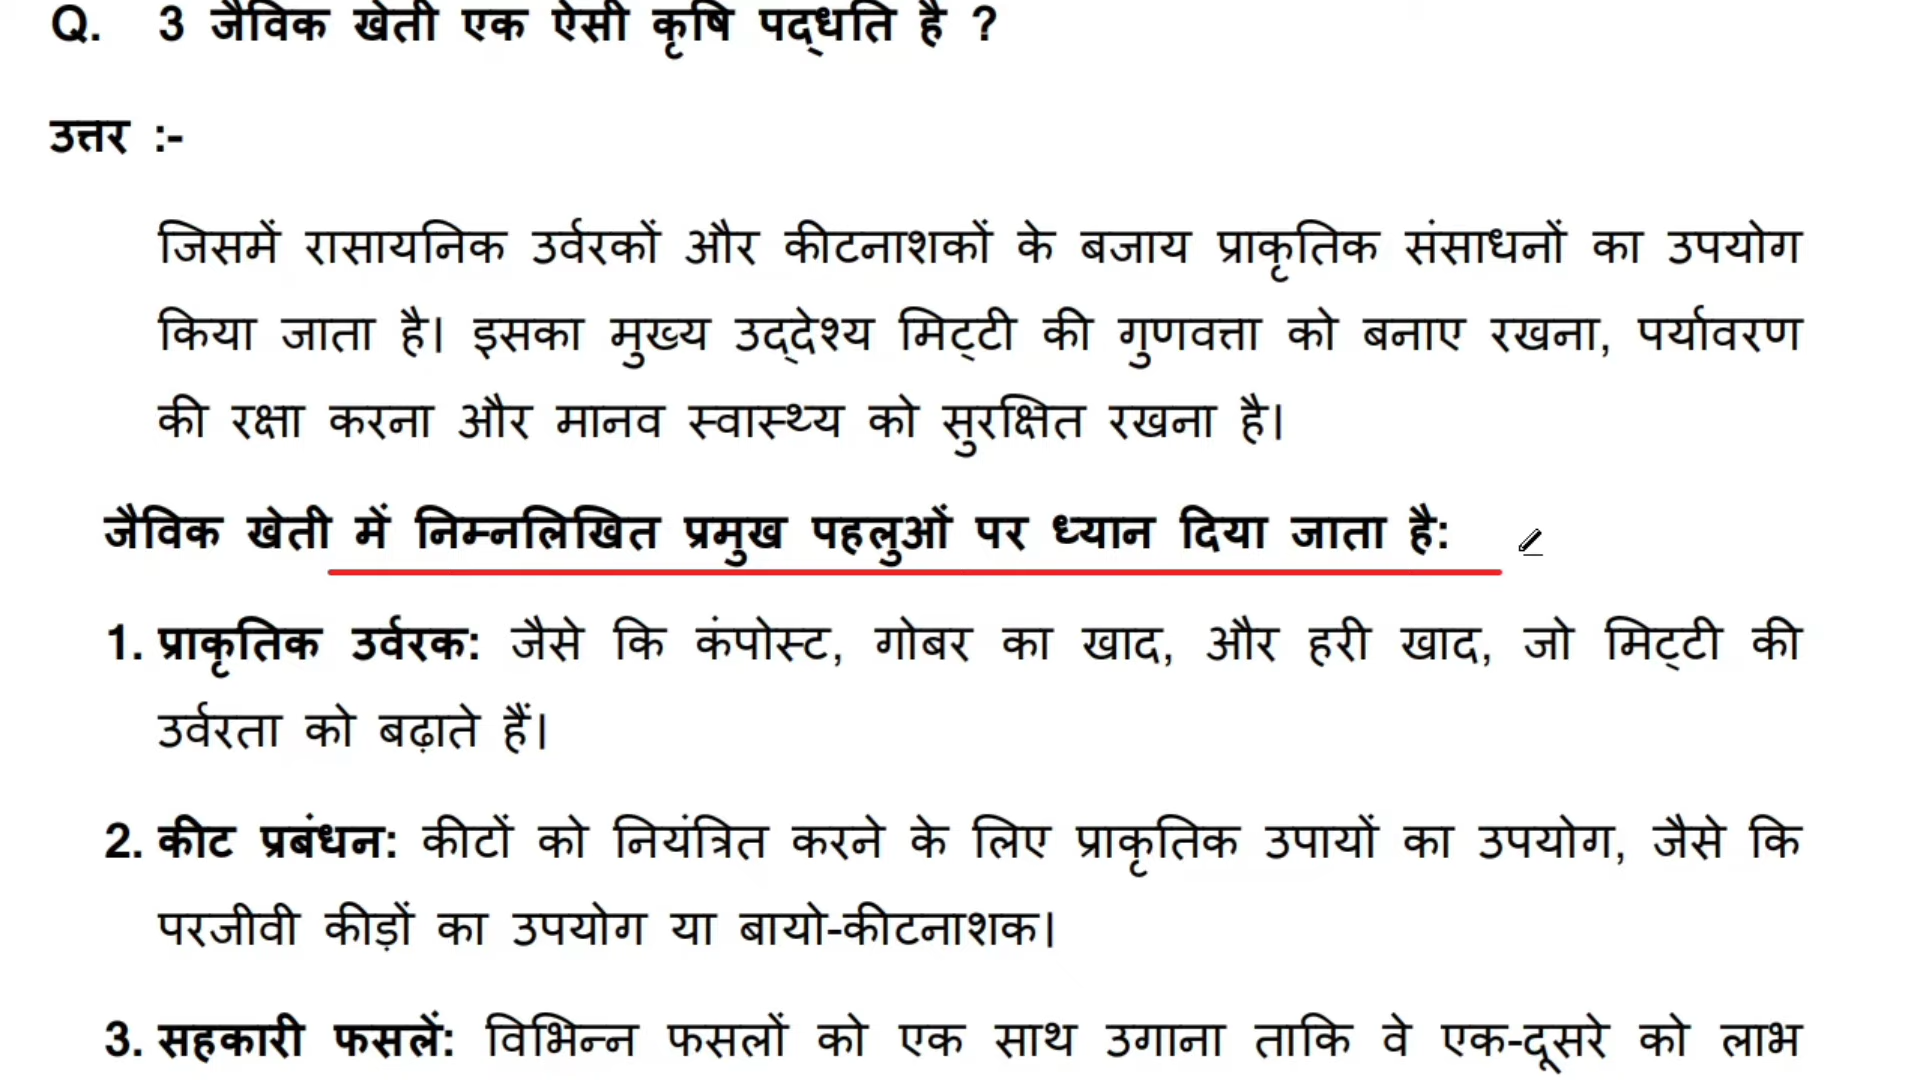 Q. 3 जैविक खेती एक ऐसी कृषि पद्धति है ?
उत्तर :-
जिसमें रासायनिक उर्वरकों और कीटनाशकों के बजाय प्राकृतिक संसाधनों का उपयोग
किया जाता है। इसका मुख्य उद्देश्य मिट्टी की गुणवत्ता को बनाए रखना, पर्यावरण
की रक्षा करना और मानव स्वास्थ्य को सुरक्षित रखना है।
जैविक खेती में निम्नलिखित प्रमुख पहलुओं पर ध्यान दिया जाता है:
1. प्राकृतिक उर्वरक: जैसे कि कंपोस्ट, गोबर का खाद, और हरी खाद, जो मिट्टी की
उर्वरता को बढ़ाते हैं।
2. कीट प्रबंधन: कीटों को नियंत्रित करने के लिए प्राकृतिक उपायों का उपयोग, जैसे कि
परजीवी कीड़ों का उपयोग या बायो-कीटनाशक।
3. सहकारी फसलें: विभिन्न फसलों को एक साथ उगाना ताकि वे एक-दूसरे को लाभ